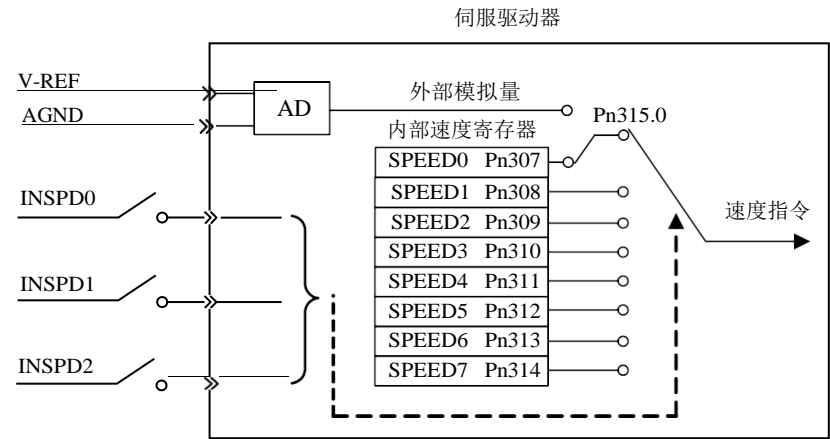 伺服驱动器
V-REF
AGND
AD
外部模拟量
Pn315.0
内部速度寄存器
SPEED0 Pn307
SPEED1 Pn308
SPEED2 Pn309
SPEED3 Pn310
SPEED4 Pn311
SPEED5 Pn312
SPEED6 Pn313
SPEED7 Pn314
INSPD0
INSPD1
INSPD2
速度指令